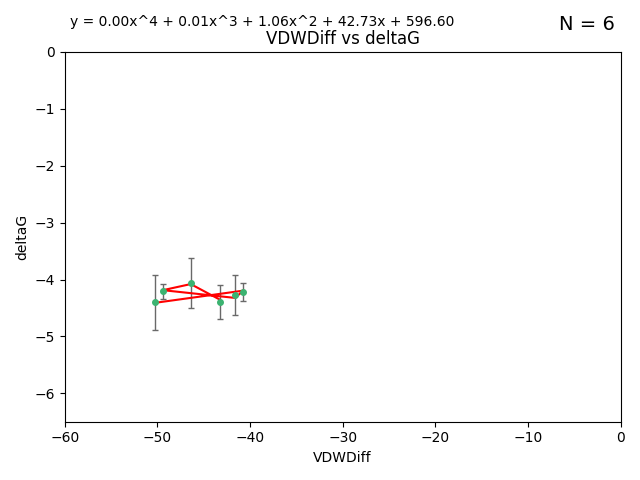 y = 0.00x^4 + 0.01x^3 + 1.06x^2 + 42.73x + 596.60
N = 6
VDWDiff vs deltaG
0
−1
−2
−3
−4
−5
−6
deltaG
−60 −50 −40 −30 −20 −10 0
VDWDiff